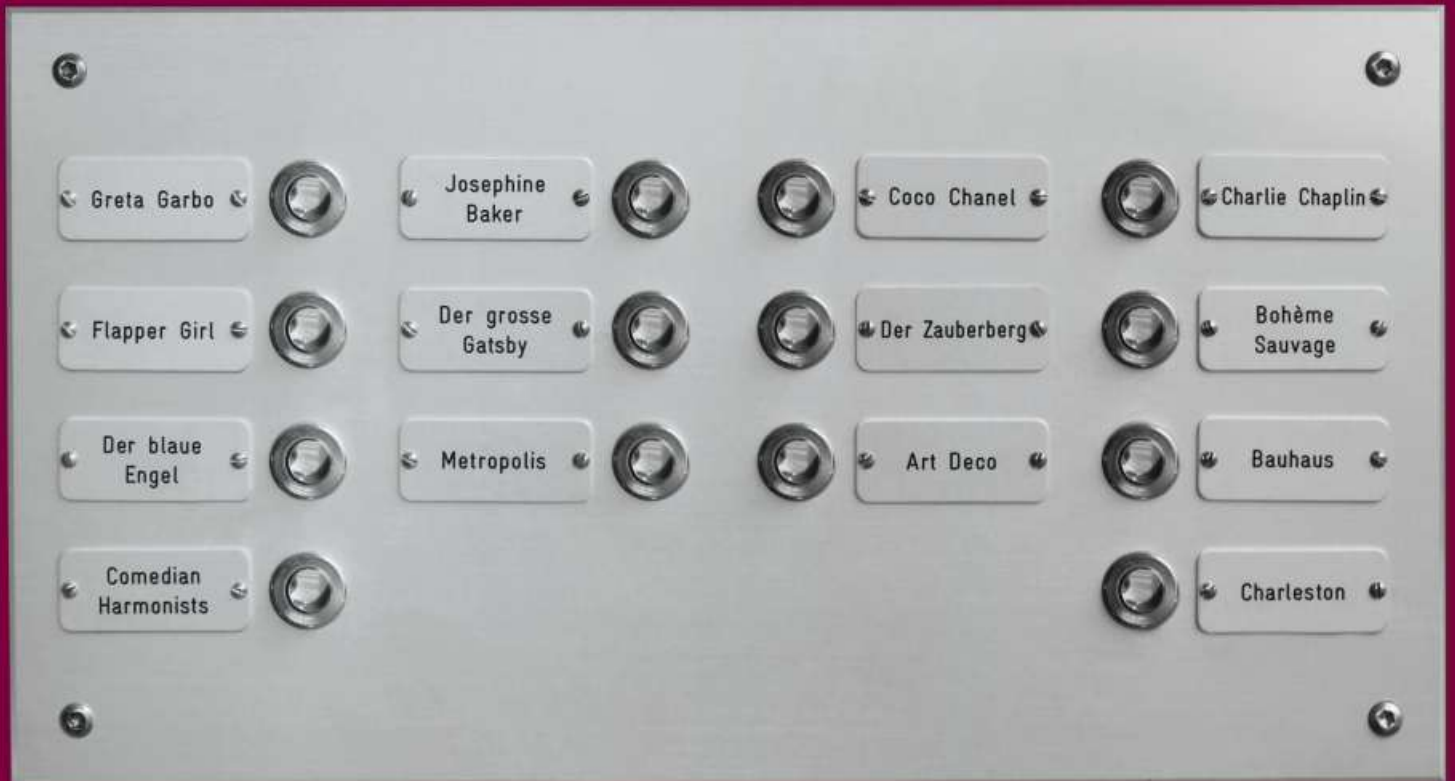 Greta Garbo
Josephine
Baker
Coco Chanel
Charlie Chaplin
Flapper Girl
Der grosse
Gatsby
Der Zauberberg
Bohème
Sauvage
Der blaue
Engel
Metropolis
Art Deco
Bauhaus
Comedian
Harmonists
Charleston